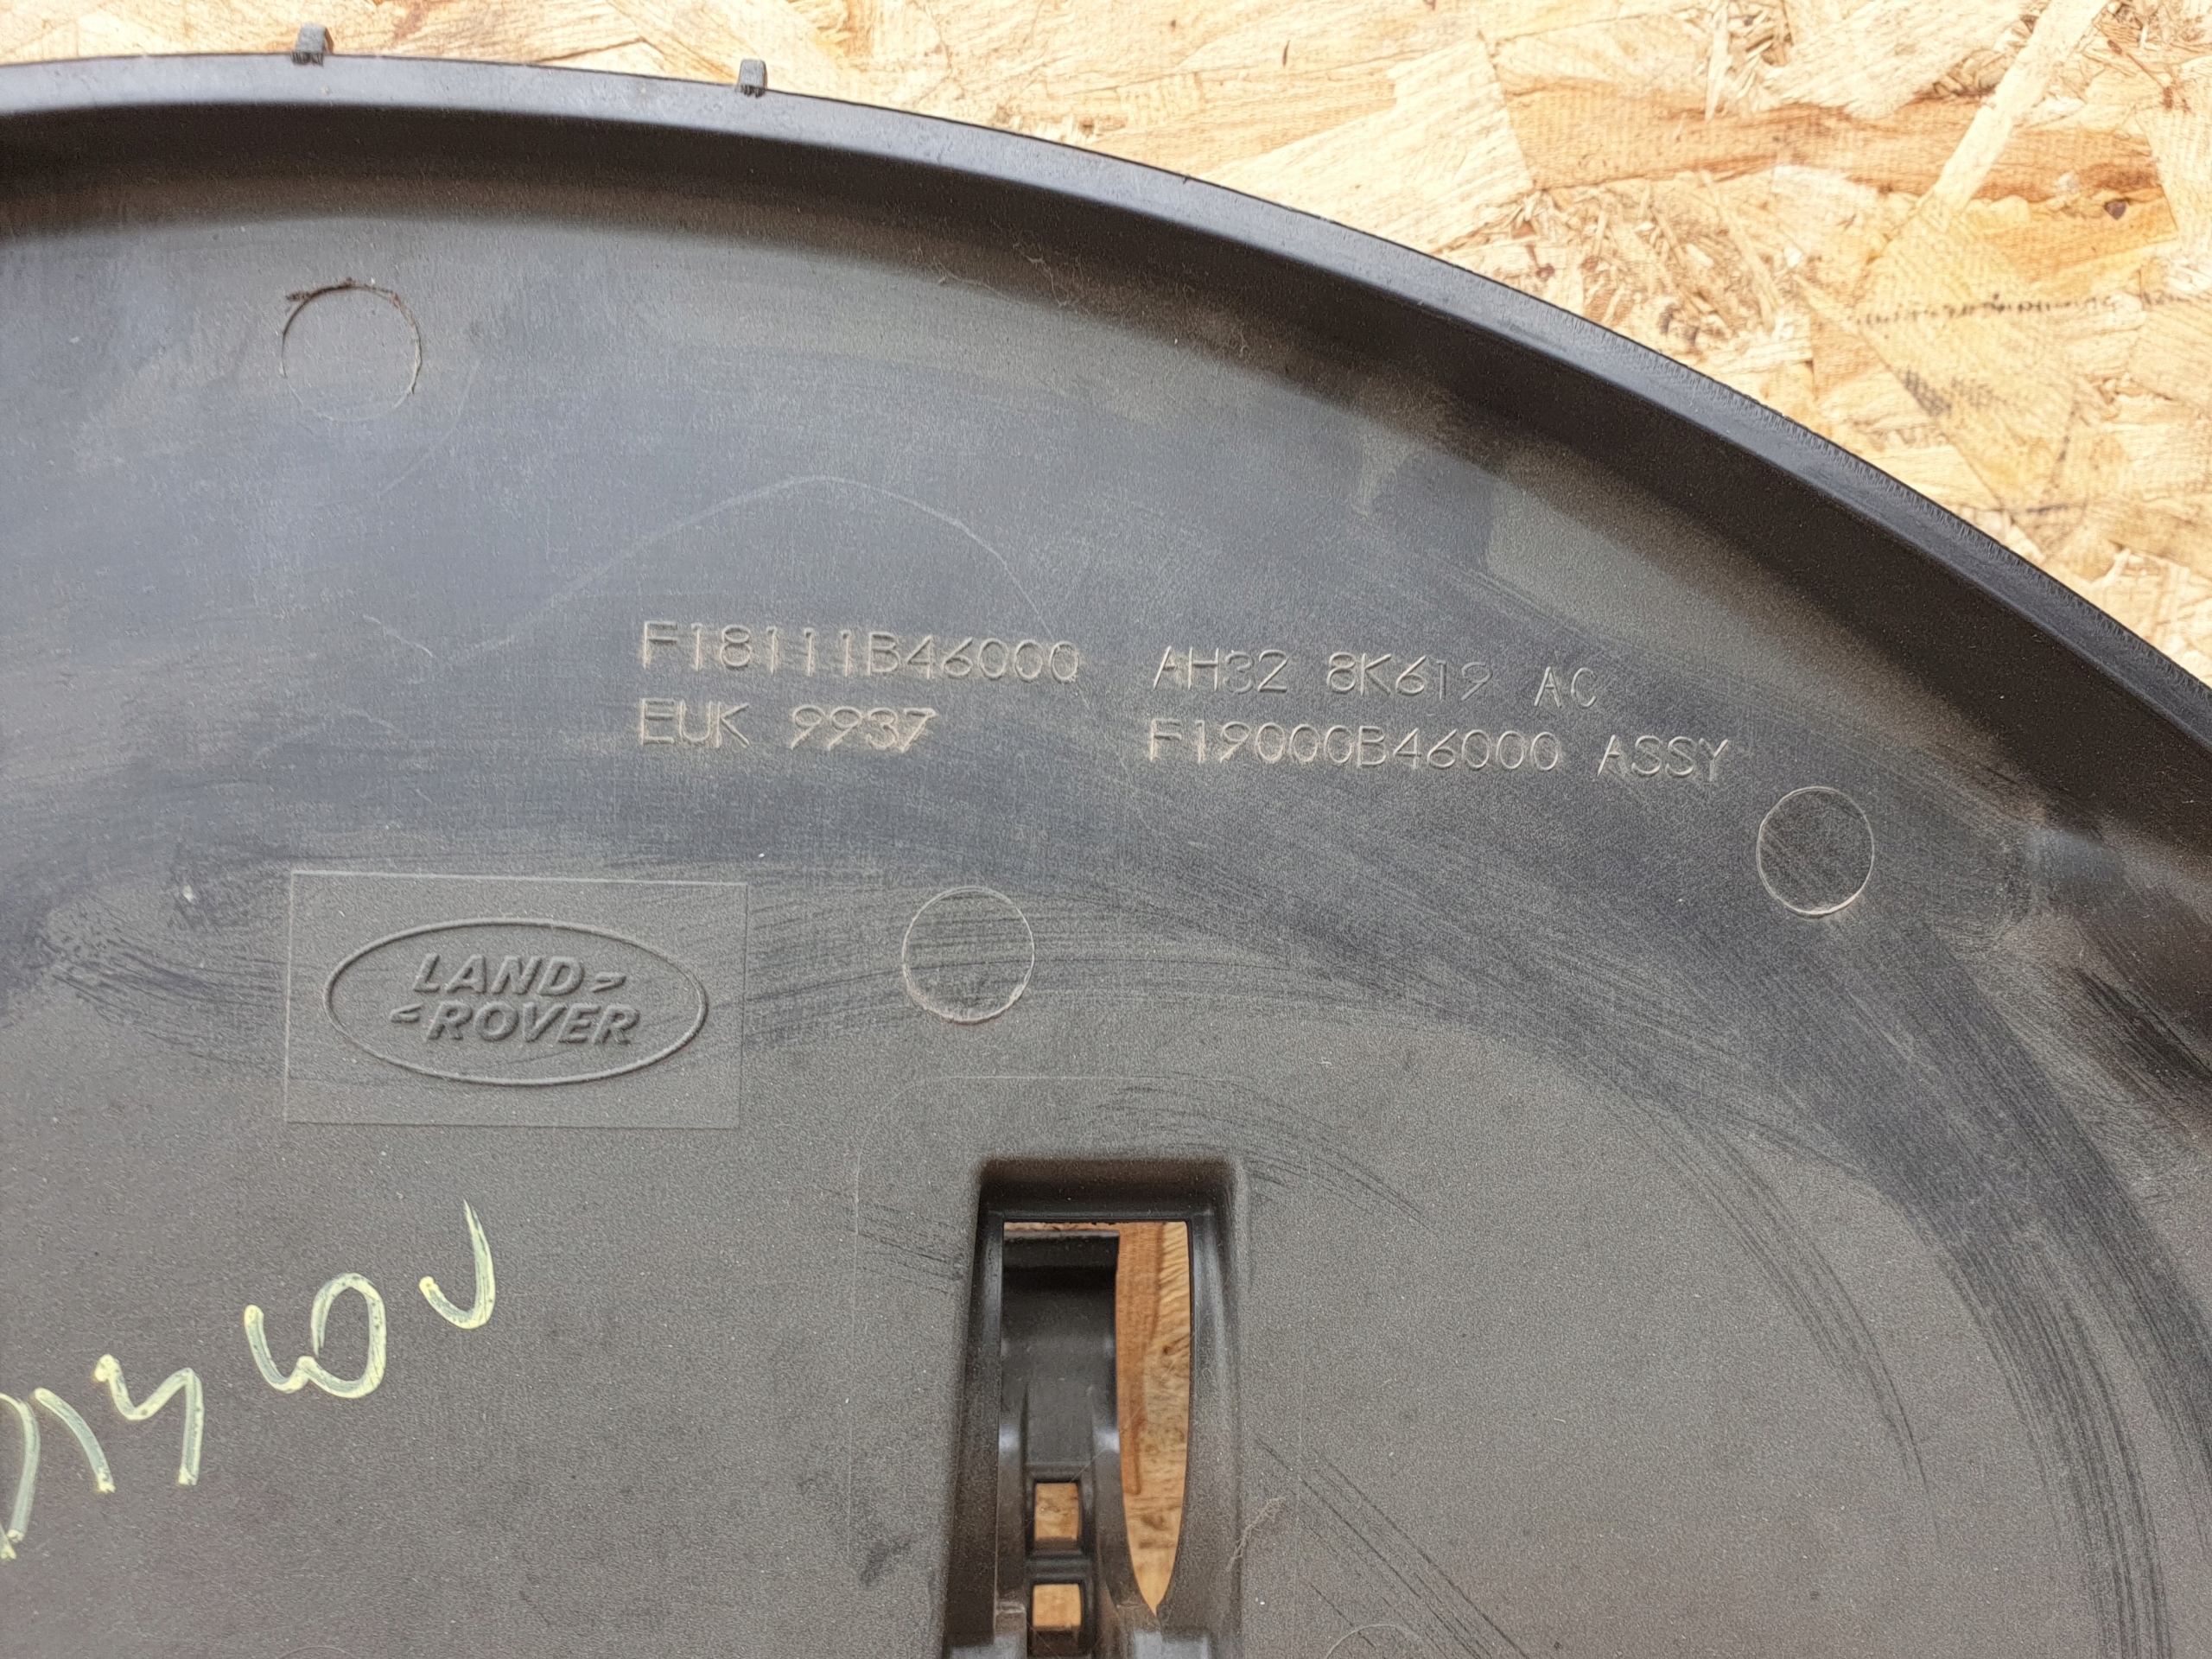 F18111B46000 AH32 8K619 AC
EUK 9937 F19000B46000 ASSY
LAND
ROVER